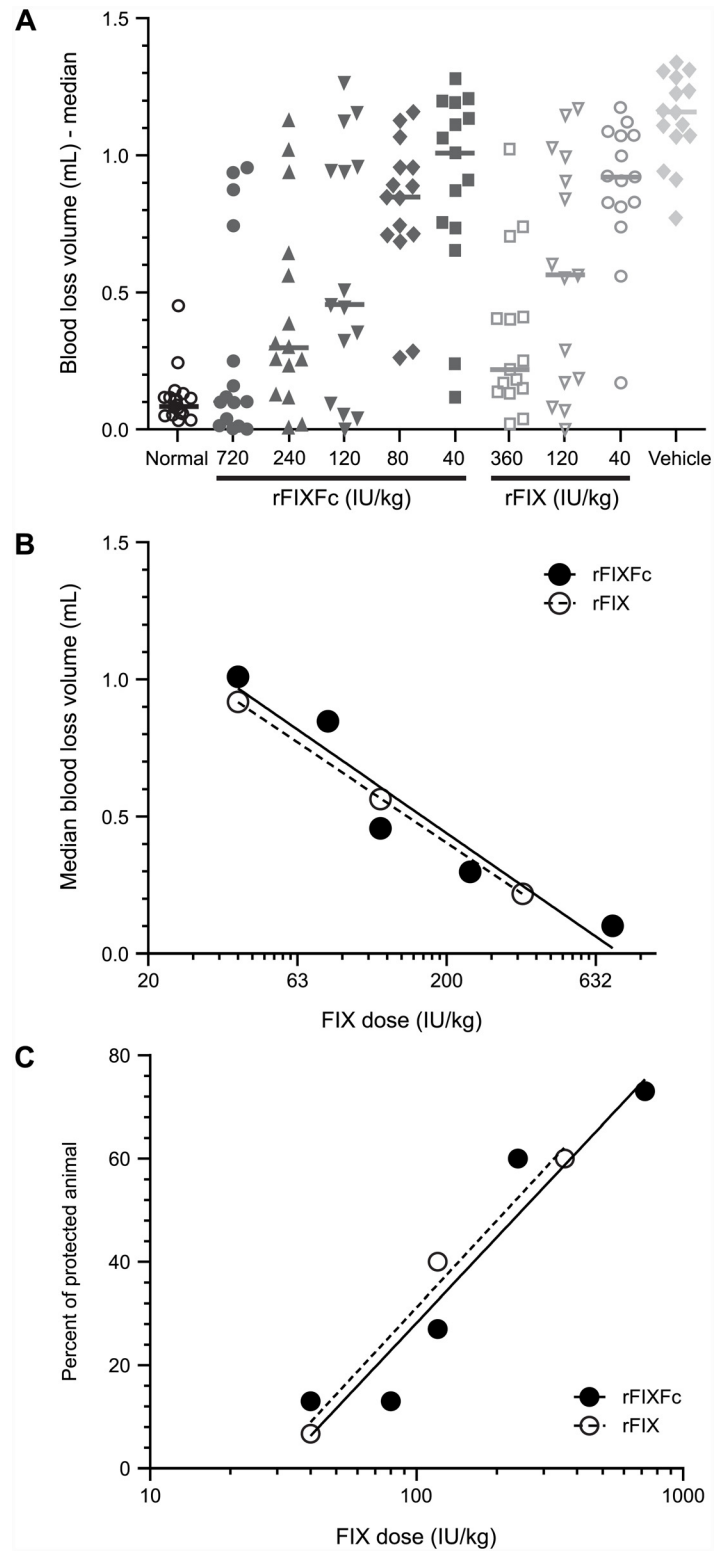 A
Blood loss volume (mL) - median
1.5
1.0
0.5
0.0
Normal 720 240 120 80 40 360 120 40 Vehicle
rFIXFc (IU/kg) rFIX (IU/kg)
B
Median blood loss volume (mL)
1.5
1.0
0.5
0.0
rFIXFc
rFIX
20 63 200 632
FIX dose (IU/kg)
C
Percent of protected animal
80
60
40
20
0
rFIXFc
rFIX
10 100 1000
FIX dose (IU/kg)